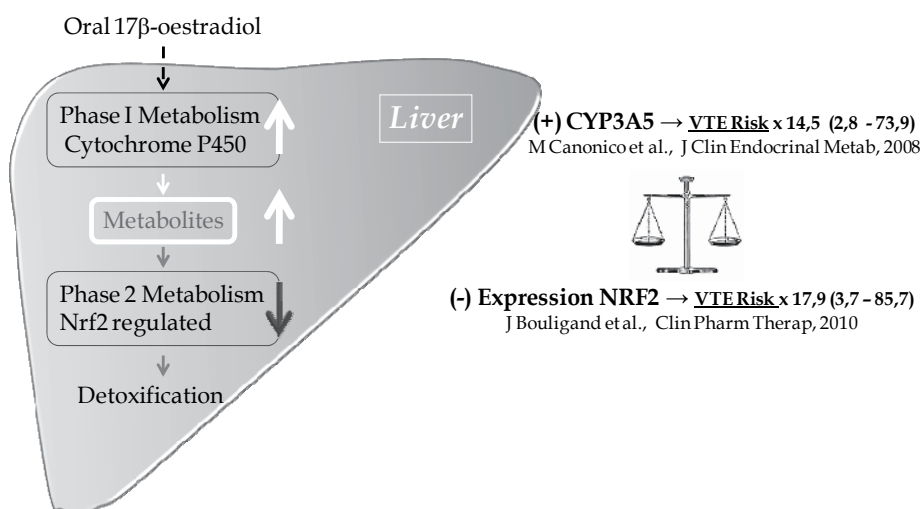 Oral 17β-oestradiol
Phase I Metabolism
Cytochrome P450
Metabolites
Phase 2 Metabolism
Nrf2 regulated
Detoxification
Liver
(+) CYP3A5 → VTE Risk x 14,5 (2,8 - 73,9)
M Canonico et al., J Clin Endocrinal Metab, 2008
(-) Expression NRF2 → VTE Risk x 17,9 (3,7 – 85,7)
J Bouligand et al., Clin Pharm Therap, 2010